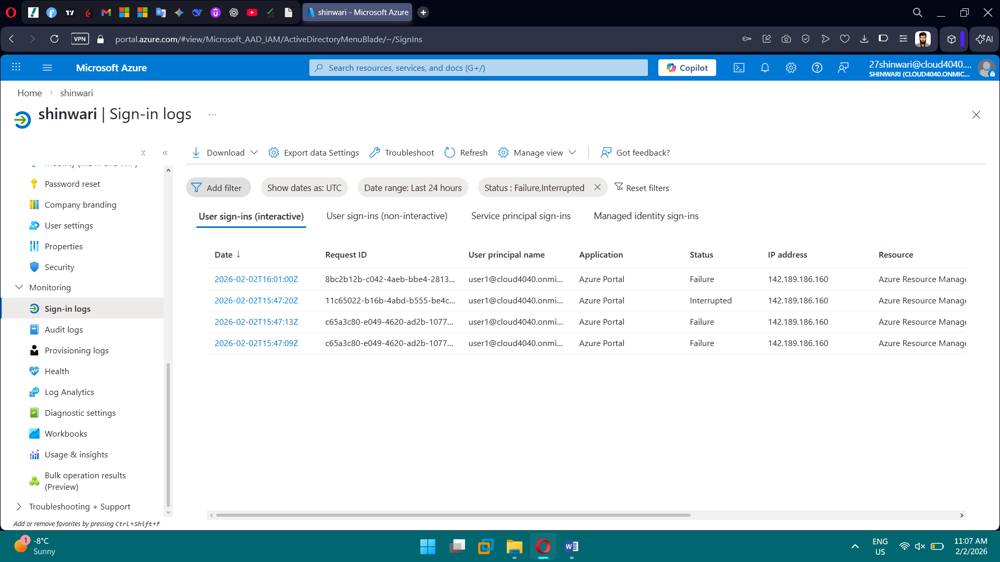 shinwari - Microsoft Azure
VPN
portal.azure.com/#view/Microsoft_AAD_IAM/ActiveDirectoryMenuBlade/~/SignIns
AI
Microsoft Azure
Search resources, services, and docs (G+/)
Copilot
27shinwari@cloud4040....
SHINWARI (CLOUD4040.ONMIC...
Home
shinwari
shinwari | Sign-in logs
...
Download
Export data Settings
Troubleshoot
Refresh
Manage view
Got feedback?
Password reset
Company branding
User settings
Properties
Security
Monitoring
Sign-in logs
Audit logs
Provisioning logs
Health
Log Analytics
Diagnostic settings
Workbooks
Usage & insights
Bulk operation results
(Preview)
Troubleshooting + Support
Add or remove favorites by pressing Ctrl+Shift+F
Add filter
Show dates as: UTC
Date range: Last 24 hours
Status : Failure,Interrupted
Reset filters
User sign-ins (interactive)
User sign-ins (non-interactive)
Service principal sign-ins
Managed identity sign-ins
Date Request ID User principal name Application Status IP address Resource
2026-02-02T16:01:00Z 8bc2b12b-c042-4aeb-bbe4-2813... user1@cloud4040.onmi... Azure Portal Failure 142.189.186.160 Azure Resource Manage
2026-02-02T15:47:20Z 11c65022-b16b-4abd-b555-be4c... user1@cloud4040.onmi... Azure Portal Interrupted 142.189.186.160 Azure Resource Manage
2026-02-02T15:47:13Z c65a3c80-e049-4620-ad2b-1077... user1@cloud4040.onmi... Azure Portal Failure 142.189.186.160 Azure Resource Manage
2026-02-02T15:47:09Z c65a3c80-e049-4620-ad2b-1077... user1@cloud4040.onmi... Azure Portal Failure 142.189.186.160 Azure Resource Manage
1
-8°C
Sunny
ENG
US
11:07 AM
2/2/2026